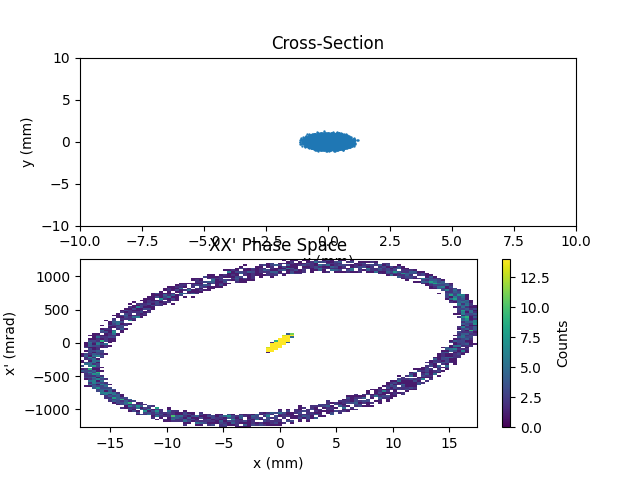 Cross-Section
10
5
0
−5
−10
y (mm)
−10.0 −7.5 −5.0 −2.5 0.0 2.5 5.0 7.5 10.0
x (mm)
XX' Phase Space
1000
500
0
−500
−1000
x' (mrad)
−15 −10 −5 0 5 10 15
x (mm)
12.5
10.0
7.5
5.0
2.5
0.0
Counts